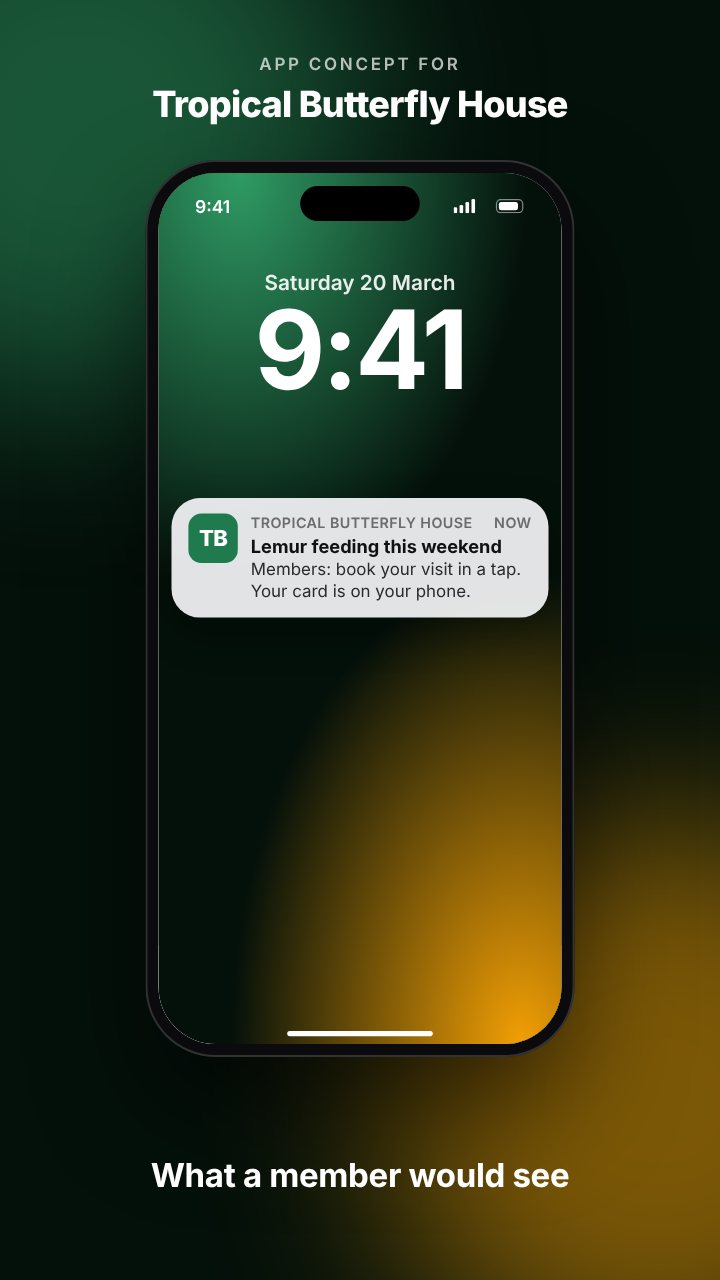 APP CONCEPT FOR
Tropical Butterfly House
9:41
Saturday 20 March
9:41
TB
TROPICAL BUTTERFLY HOUSE NOW
Lemur feeding this weekend
Members: book your visit in a tap.
Your card is on your phone.
What a member would see